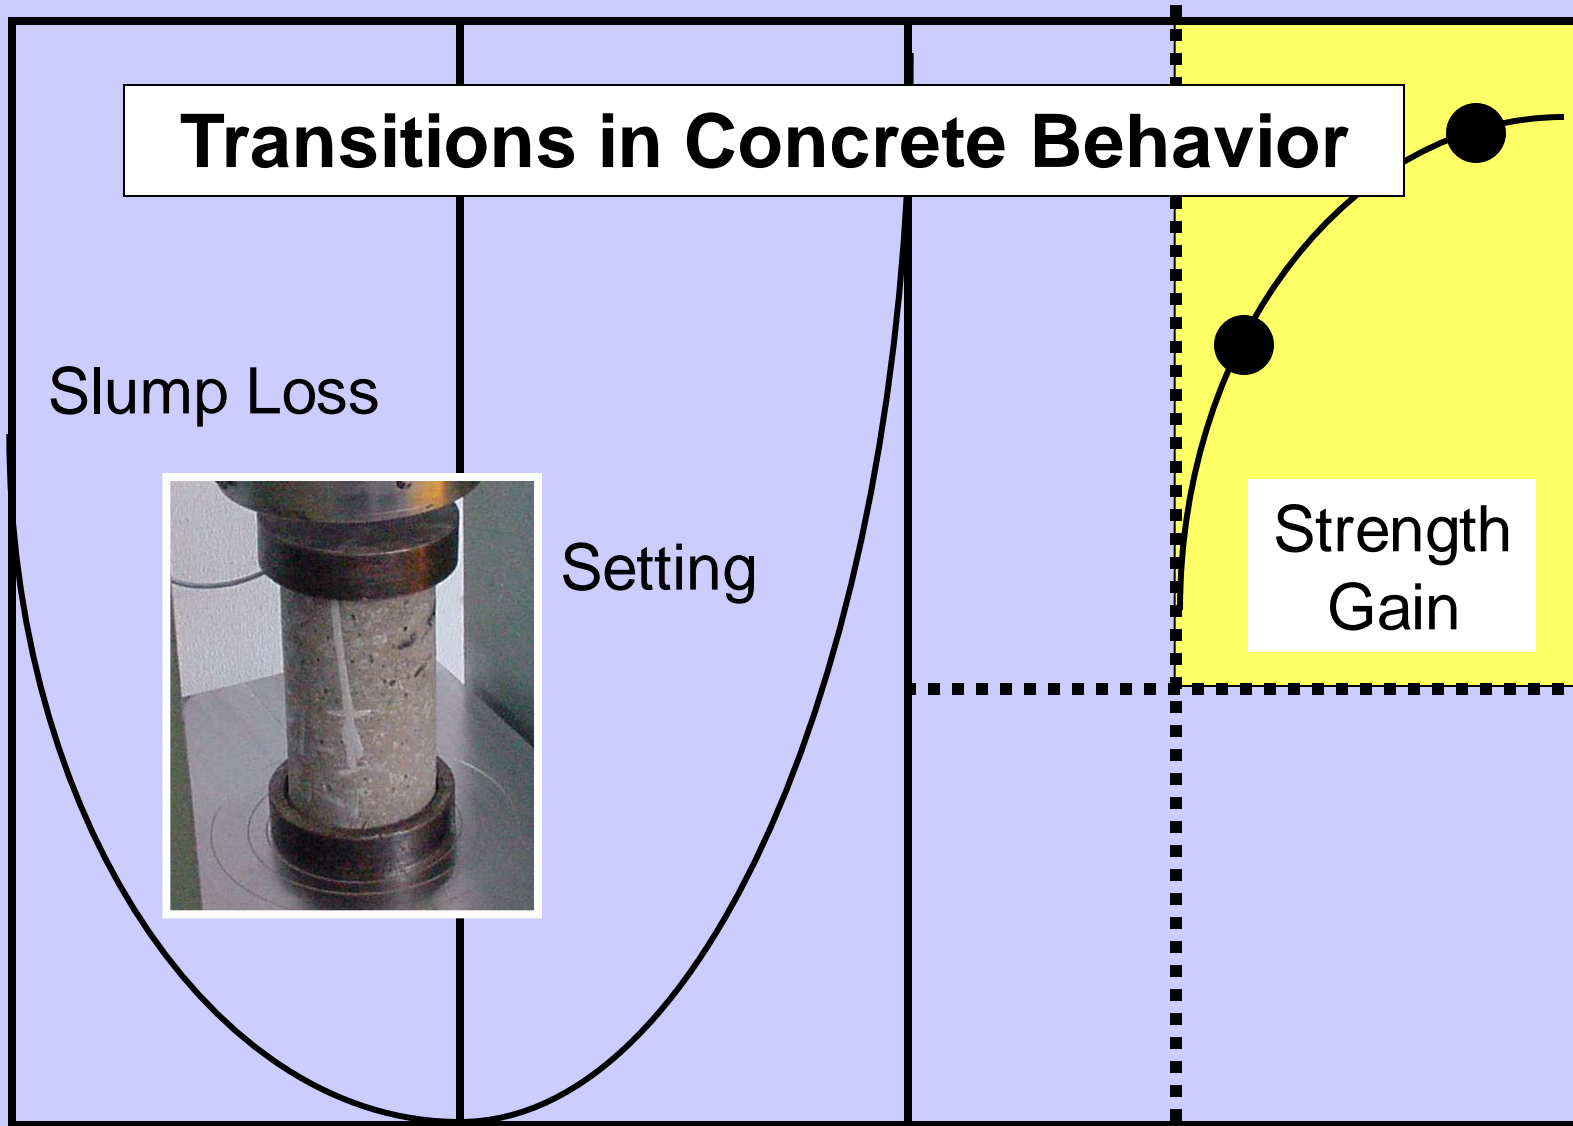 Transitions in Concrete Behavior
Slump Loss
Setting
Strength
Gain